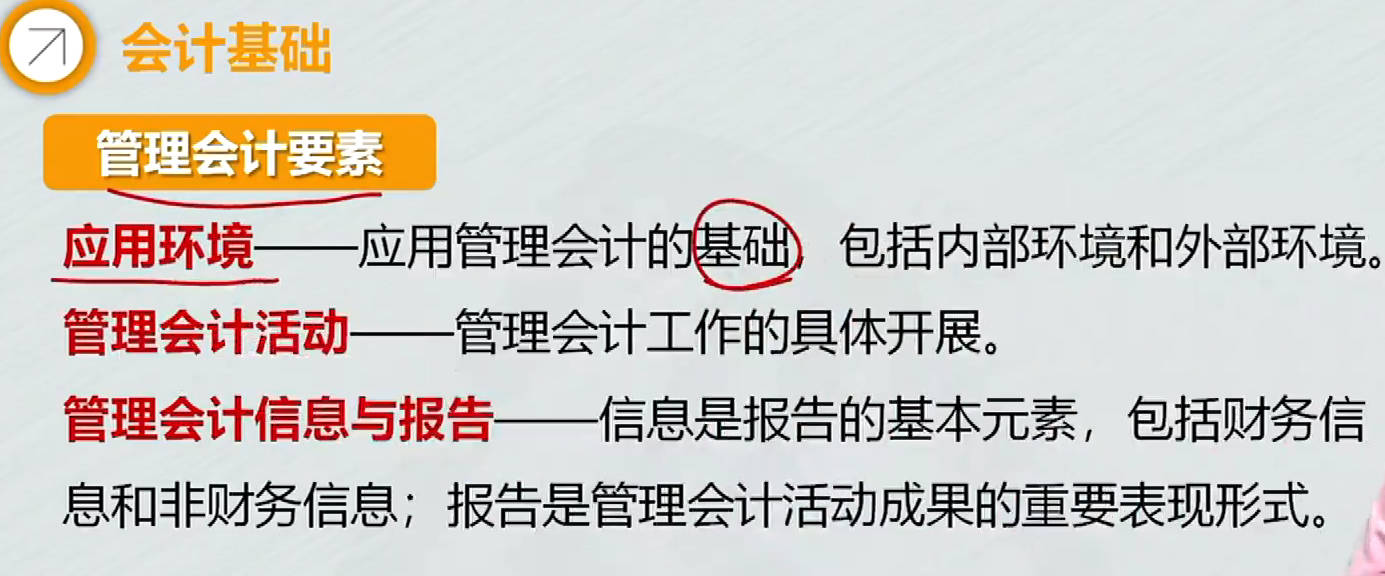 会计基础
管理会计要素
应用环境——应用管理会计的基础，包括内部环境和外部环境。
管理会计活动——管理会计工作的具体开展。
管理会计信息与报告——信息是报告的基本元素，包括财务信
息和非财务信息；报告是管理会计活动成果的重要表现形式。